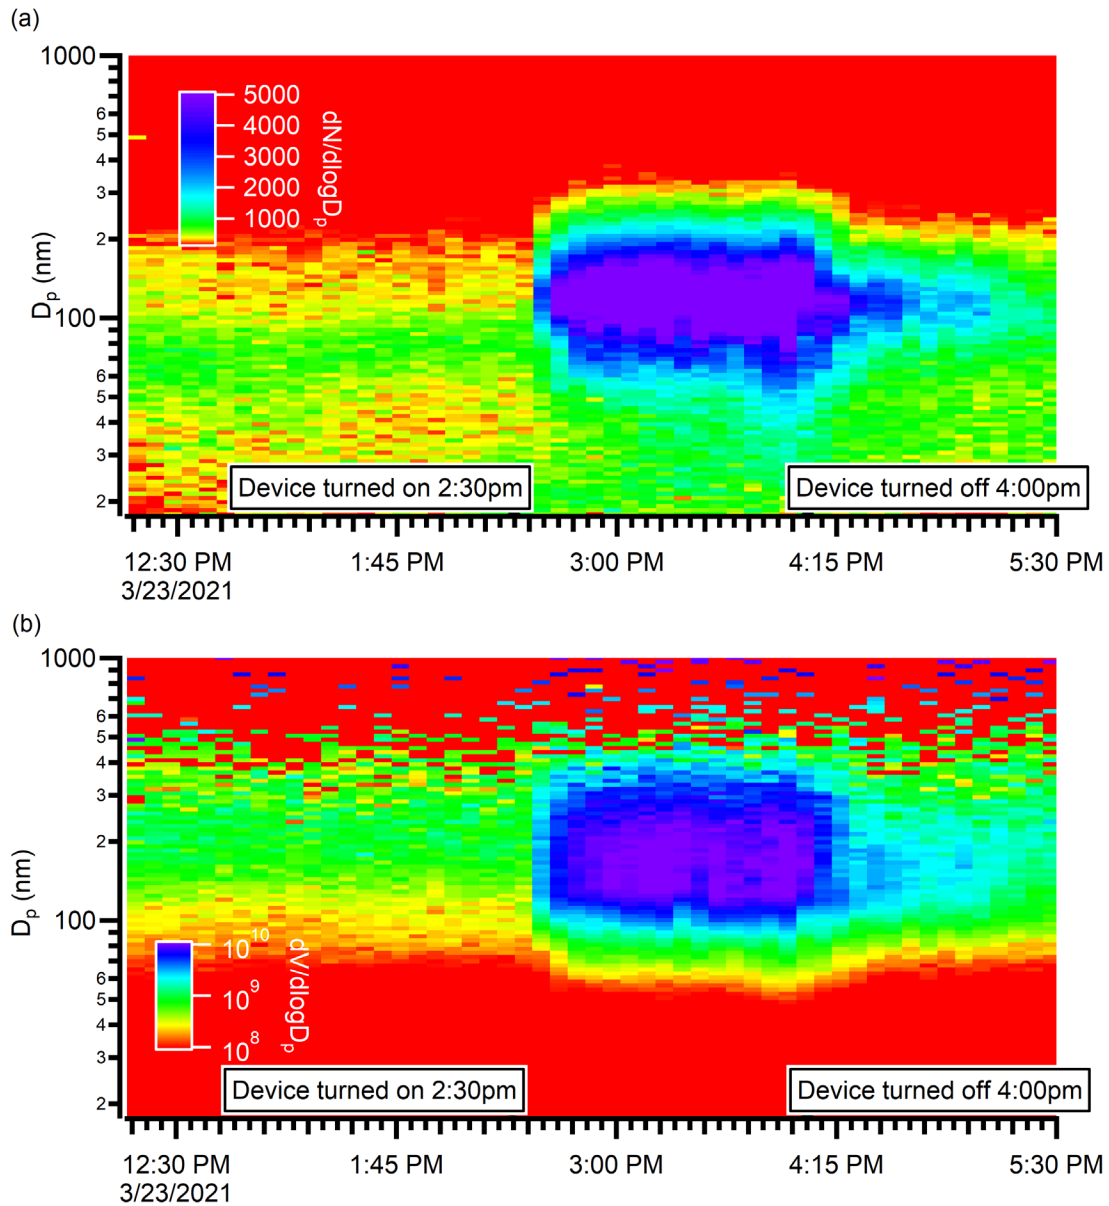 (a)
1000
6
5
4
3
2
100
6
5
4
3
2
D_p (nm)
5000
4000
3000
2000
1000
dN/dlogD_p
Device turned on 2:30pm
Device turned off 4:00pm
12:30 PM
1:45 PM
3:00 PM
4:15 PM
5:30 PM
3/23/2021
(b)
1000
6
5
4
3
2
100
6
5
4
3
2
D_p (nm)
10^10
10^9
10^8
dV/dlogD_p
Device turned on 2:30pm
Device turned off 4:00pm
12:30 PM
1:45 PM
3:00 PM
4:15 PM
5:30 PM
3/23/2021